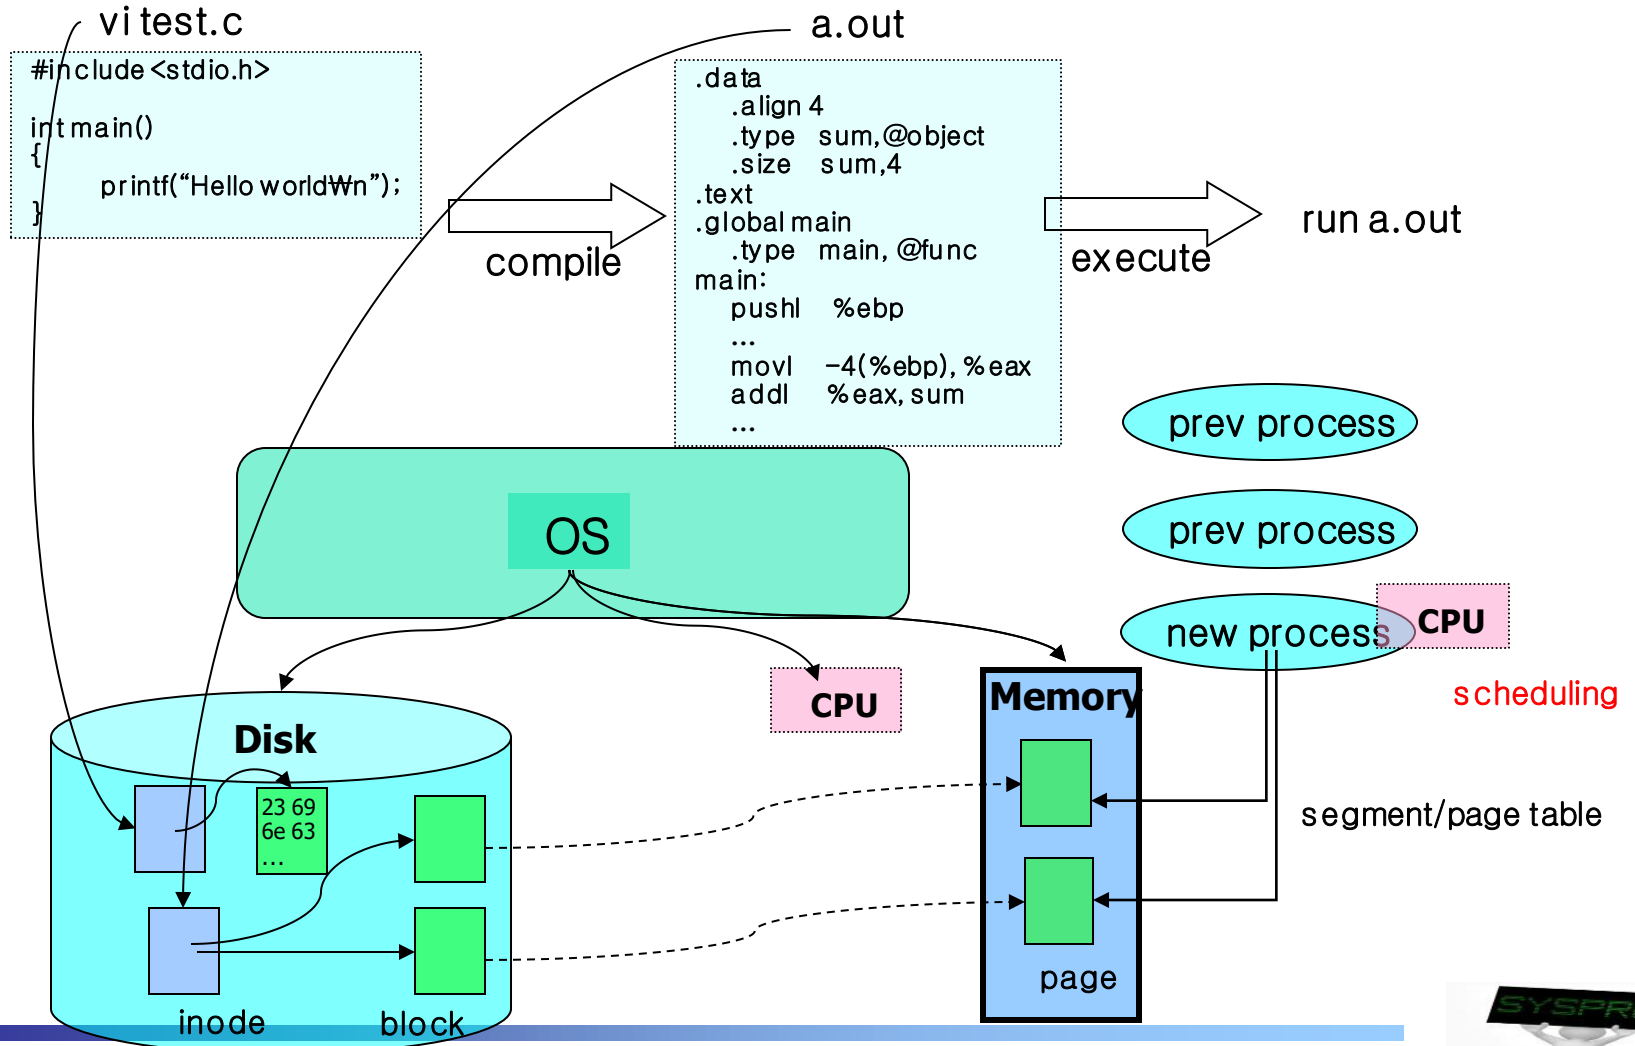 vi test.c
#include <stdio.h>
int main()
{
printf("Hello world₩n");
}
compile
a.out
.data
.align 4
.type sum,@object
.size sum,4
.text
.global main
.type main, @func
main:
pushl %ebp
...
movl -4(%ebp), %eax
addl %eax, sum
...
execute
run a.out
prev process
prev process
new process
CPU
scheduling
OS
Disk
CPU
Memory
23 69
6e 63
...
segment/page table
page
inode
block